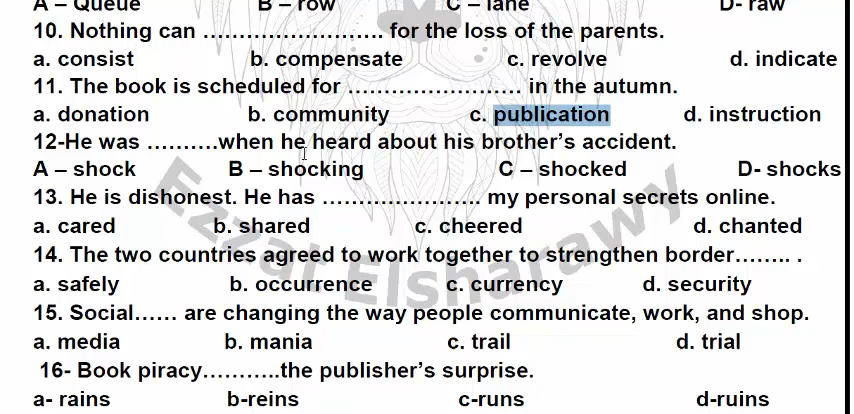 A – Queue B – row C – lane D- raw
10. Nothing can ……………………. for the loss of the parents.
a. consist b. compensate c. revolve d. indicate
11. The book is scheduled for …………………… in the autumn.
a. donation b. community c. publication d. instruction
12-He was ……….when he heard about his brother’s accident.
A – shock B – shocking C – shocked D- shocks
13. He is dishonest. He has …………………. my personal secrets online.
a. cared b. shared c. cheered d. chanted
14. The two countries agreed to work together to strengthen border…….. .
a. safely b. occurrence c. currency d. security
15. Social…… are changing the way people communicate, work, and shop.
a. media b. mania c. trail d. trial
16- Book piracy………..the publisher’s surprise.
a- rains b-reins c-runs d-ruins
Ezzat Elsharawy